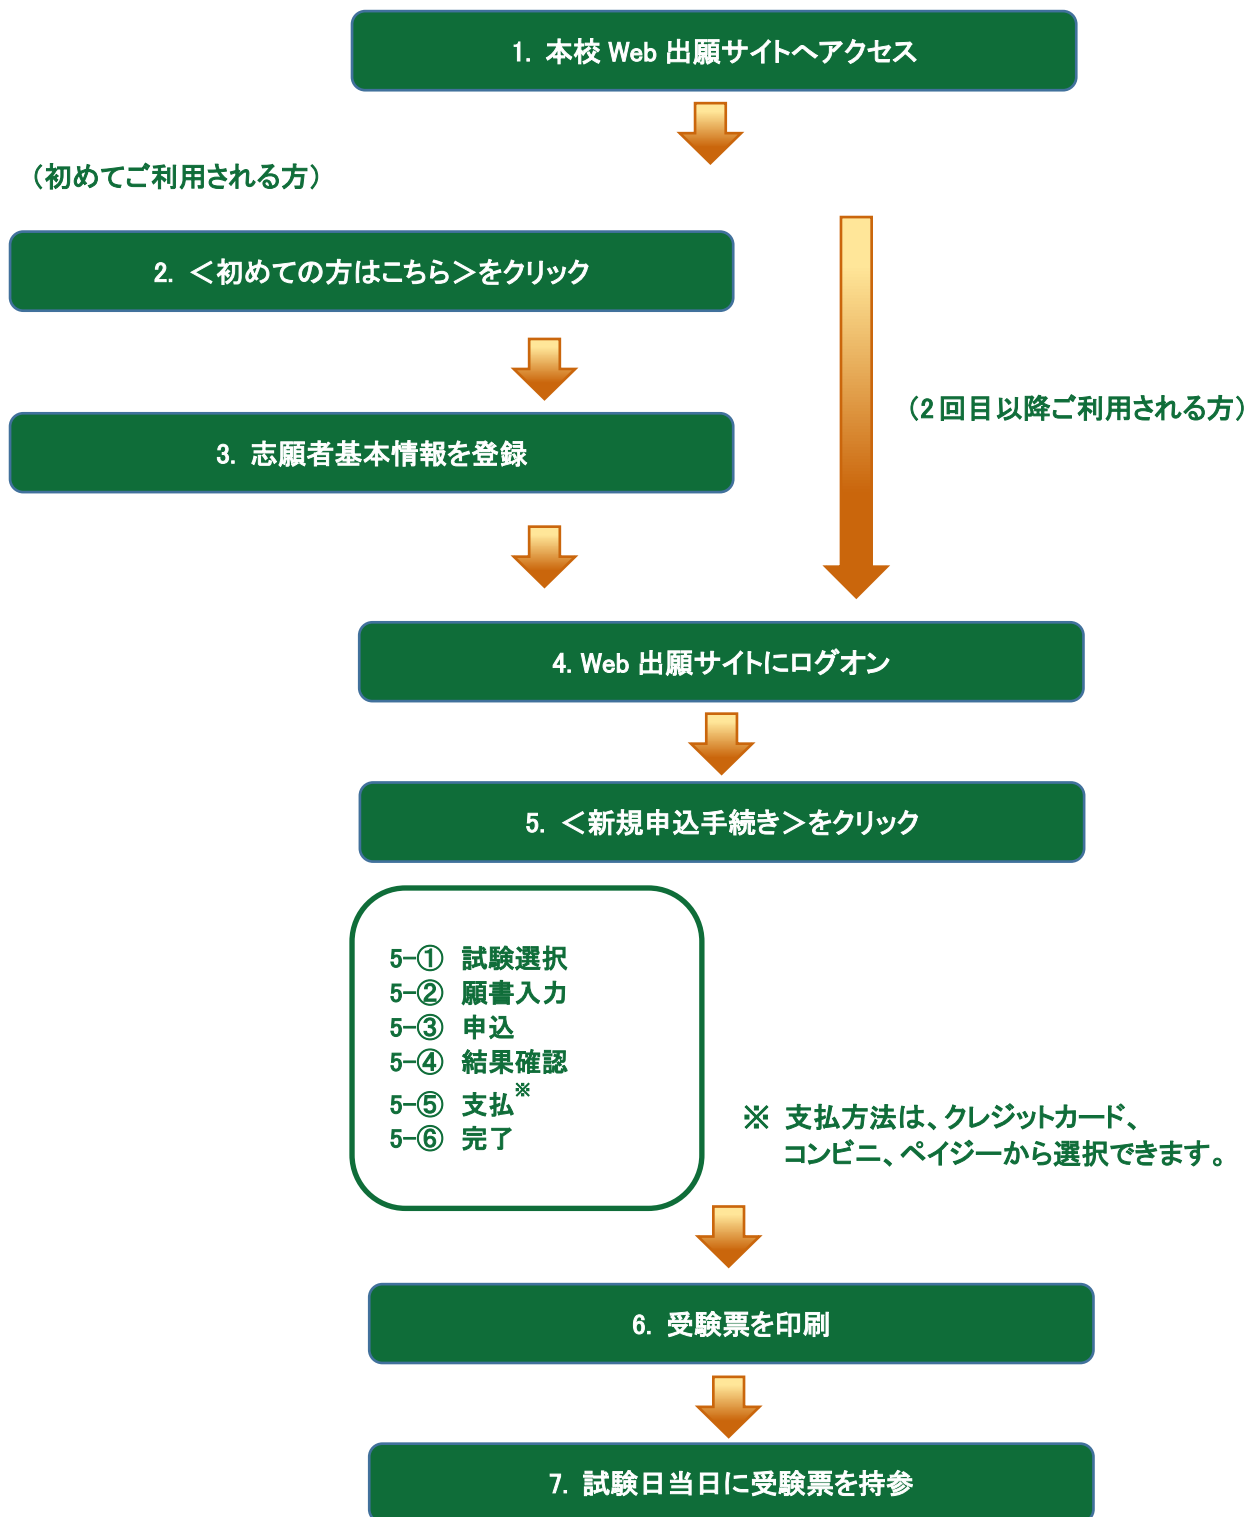 1. 本校 Web 出願サイトへアクセス
（初めてご利用される方）
2. ＜初めての方はこちら＞をクリック
3. 志願者基本情報を登録
（2回目以降ご利用される方）
4. Web 出願サイトにログオン
5. ＜新規申込手続き＞をクリック
5-① 試験選択
5-② 願書入力
5-③ 申込
5-④ 結果確認
5-⑤ 支払※
5-⑥ 完了
※ 支払方法は、クレジットカード、
コンビニ、ペイジーから選択できます。
6. 受験票を印刷
7. 試験日当日に受験票を持参